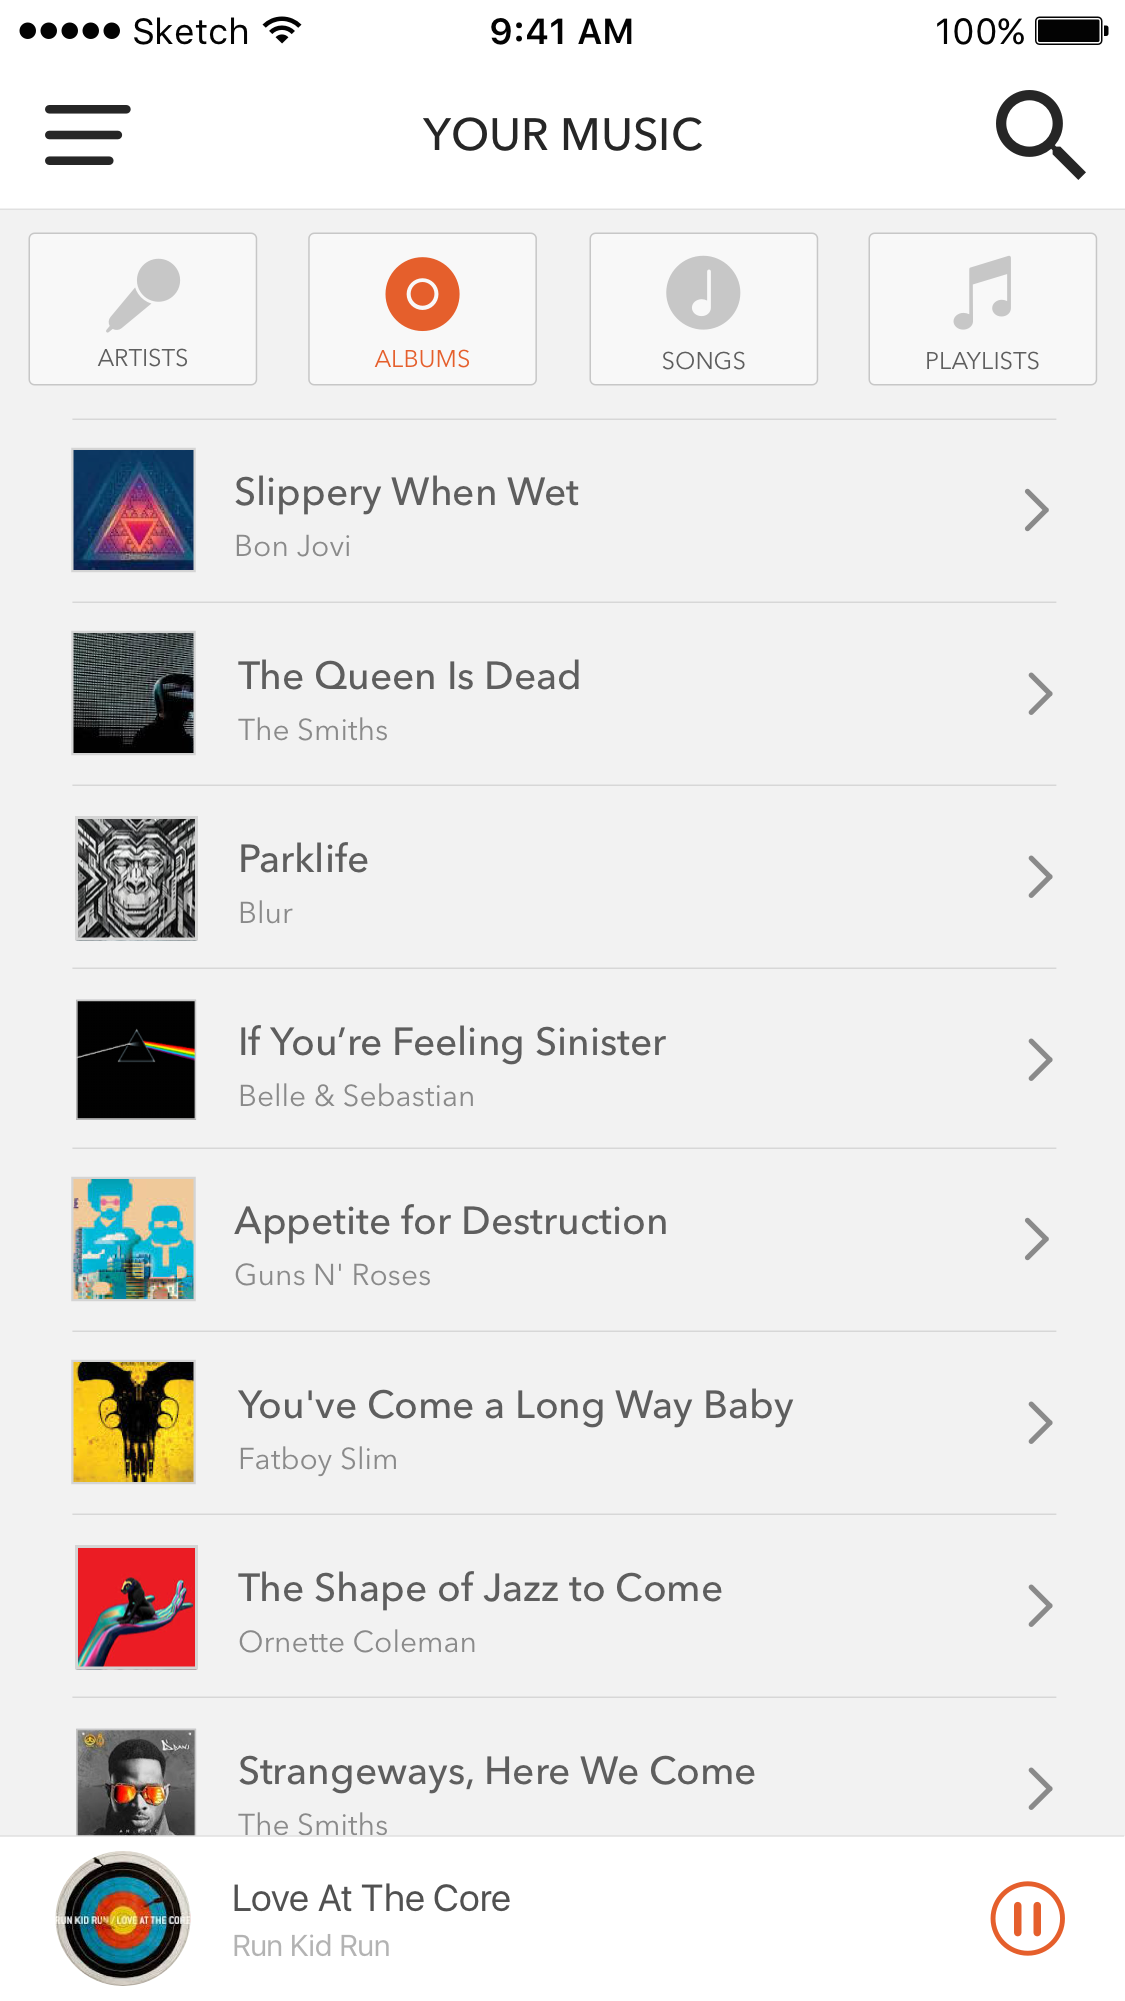 Sketch 9:41 AM 100%
YOUR MUSIC
ARTISTS ALBUMS SONGS PLAYLISTS
Slippery When Wet
Bon Jovi
The Queen Is Dead
The Smiths
Parklife
Blur
If You’re Feeling Sinister
Belle & Sebastian
Appetite for Destruction
Guns N' Roses
You've Come a Long Way Baby
Fatboy Slim
The Shape of Jazz to Come
Ornette Coleman
Strangeways, Here We Come
The Smiths
RUN KID RUN / LOVE AT THE CORE
Love At The Core
Run Kid Run